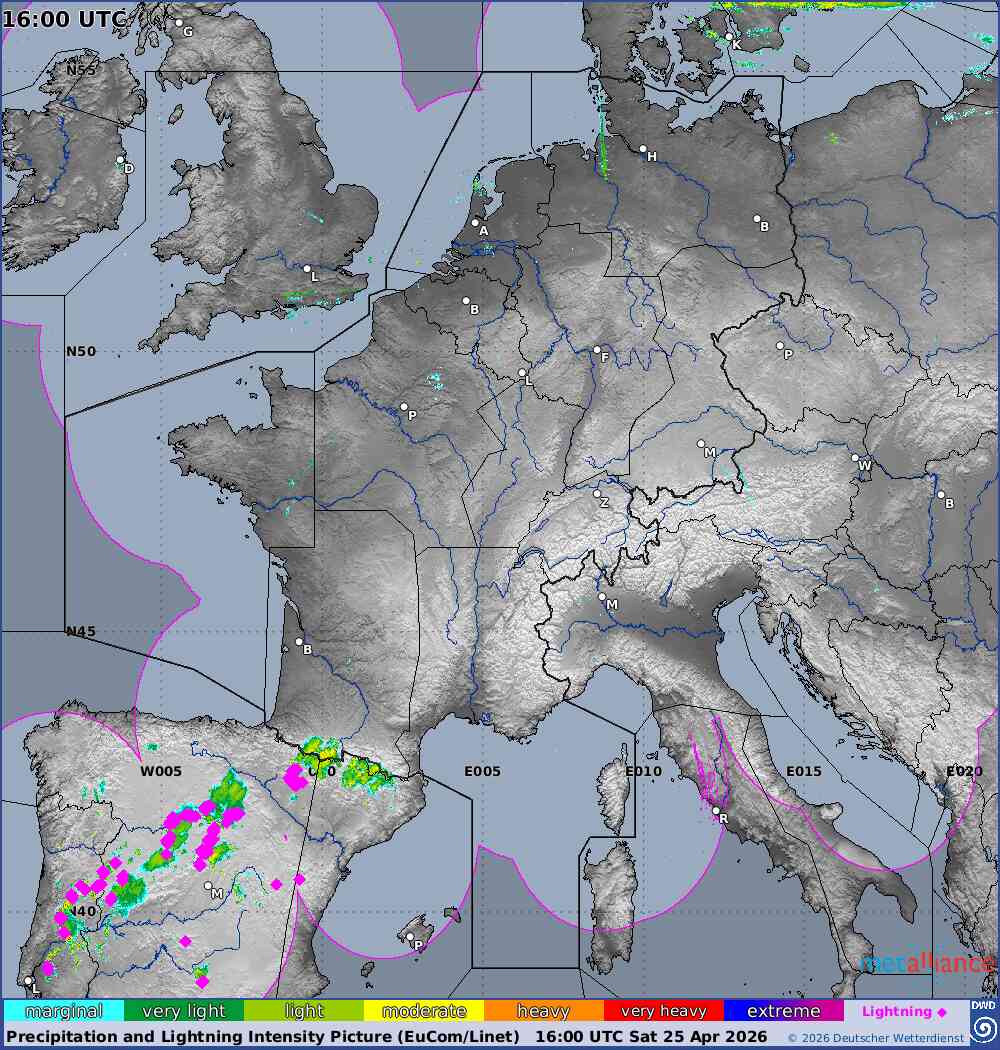 16:00 UTC
G
K
N55
H
D
A
B
L
B
N50
F
P
L
P
M
W
Z
B
M
N45
B
W005
0
E005
E010
E015
E020
R
M
N40
P
L
metalliance
marginal very light light moderate heavy very heavy extreme Lightning
DWD
Precipitation and Lightning Intensity Picture (EuCom/Linet) 16:00 UTC Sat 25 Apr 2026 © 2026 Deutscher Wetterdienst